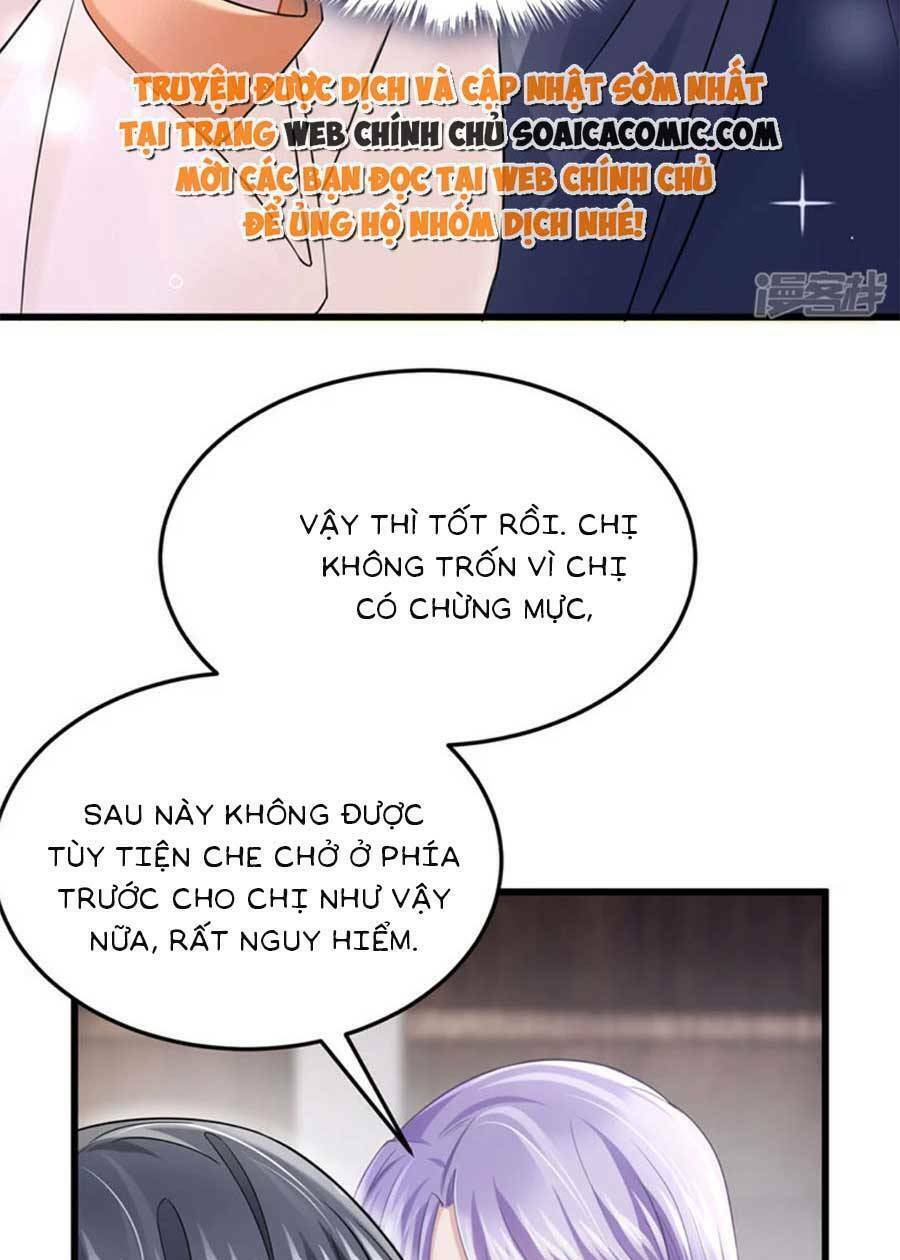 TRUYỆN ĐƯỢC DỊCH VÀ CẬP NHẬT SỚM NHẤT
TẠI TRANG WEB CHÍNH CHỦ SOAICACOMIC.COM
MỜI CÁC BẠN ĐỌC TẠI WEB CHÍNH CHỦ
ĐỂ ỦNG HỘ NHÓM DỊCH NHÉ!
漫客栈
VẬY THÌ TỐT RỒI. CHỊ
KHÔNG TRỐN VÌ CHỊ
CÓ CHỪNG MỰC,
SAU NÀY KHÔNG ĐƯỢC
TÙY TIỆN CHE CHỞ Ở PHÍA
TRƯỚC CHO CHỊ NHƯ VẬY
NỮA, RẤT NGUY HIỂM.